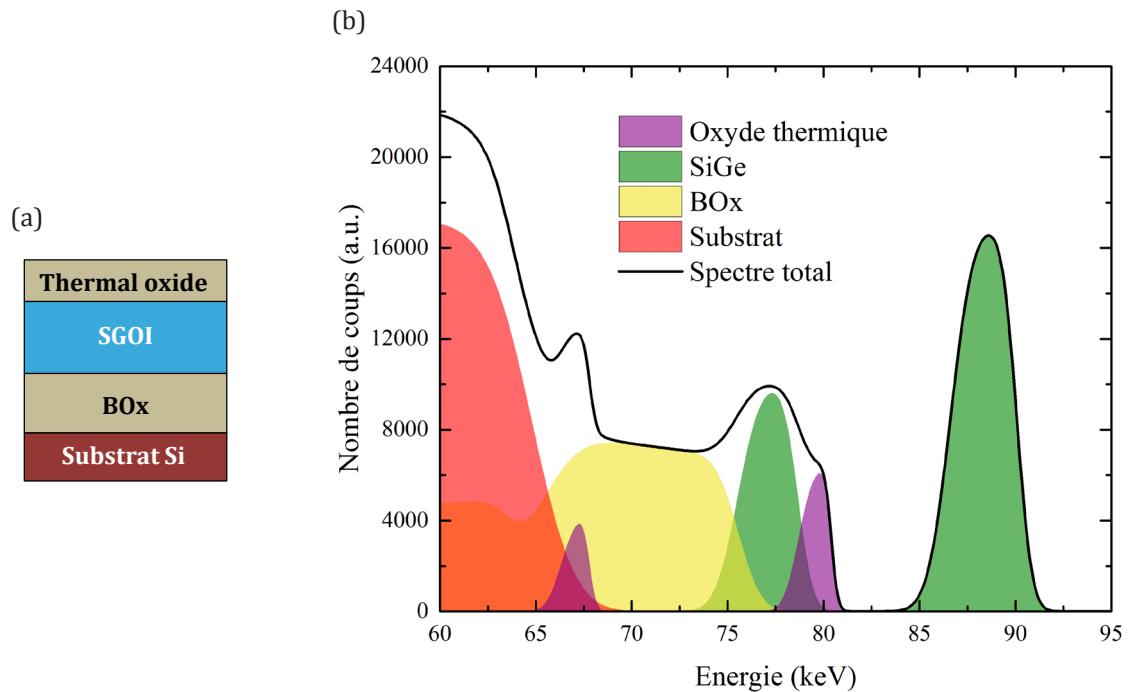 (a)
Thermal oxide
SGOI
BOx
Substrat Si
(b)
Nombre de coups (a.u.)
24000
20000
16000
12000
8000
4000
0
Oxyde thermique
SiGe
BOx
Substrat
Spectre total
60 65 70 75 80 85 90 95
Energie (keV)